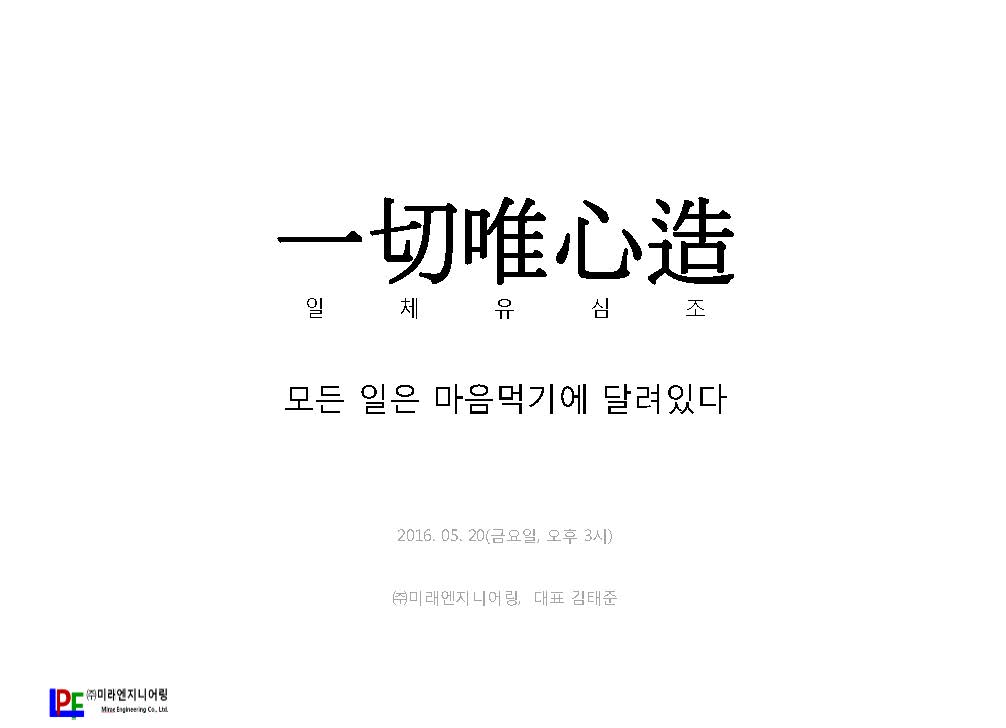 一切唯心造
일 체 유 심 조
모든 일은 마음먹기에 달려있다
2016. 05. 20(금요일, 오후 3시)
㈜미래엔지니어링, 대표 김태준
LPE ㈜미라엔지니어링
Mirae Engineering Co., Ltd.